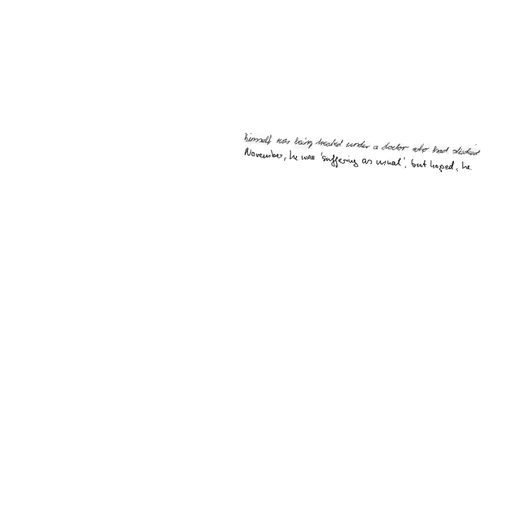 himself was being treated under a doctor who had studied
November, he was 'suffering as usual', but hoped, he